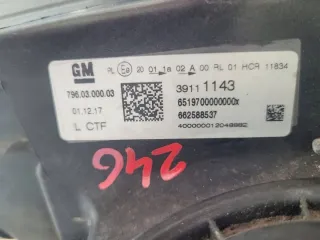 GM RL E8 20 01 1a 02 A 00 RL 01 HCR 11834
796.03.000.03
39111143
01.12.17
6519700000000x
L CTF
662588537
246